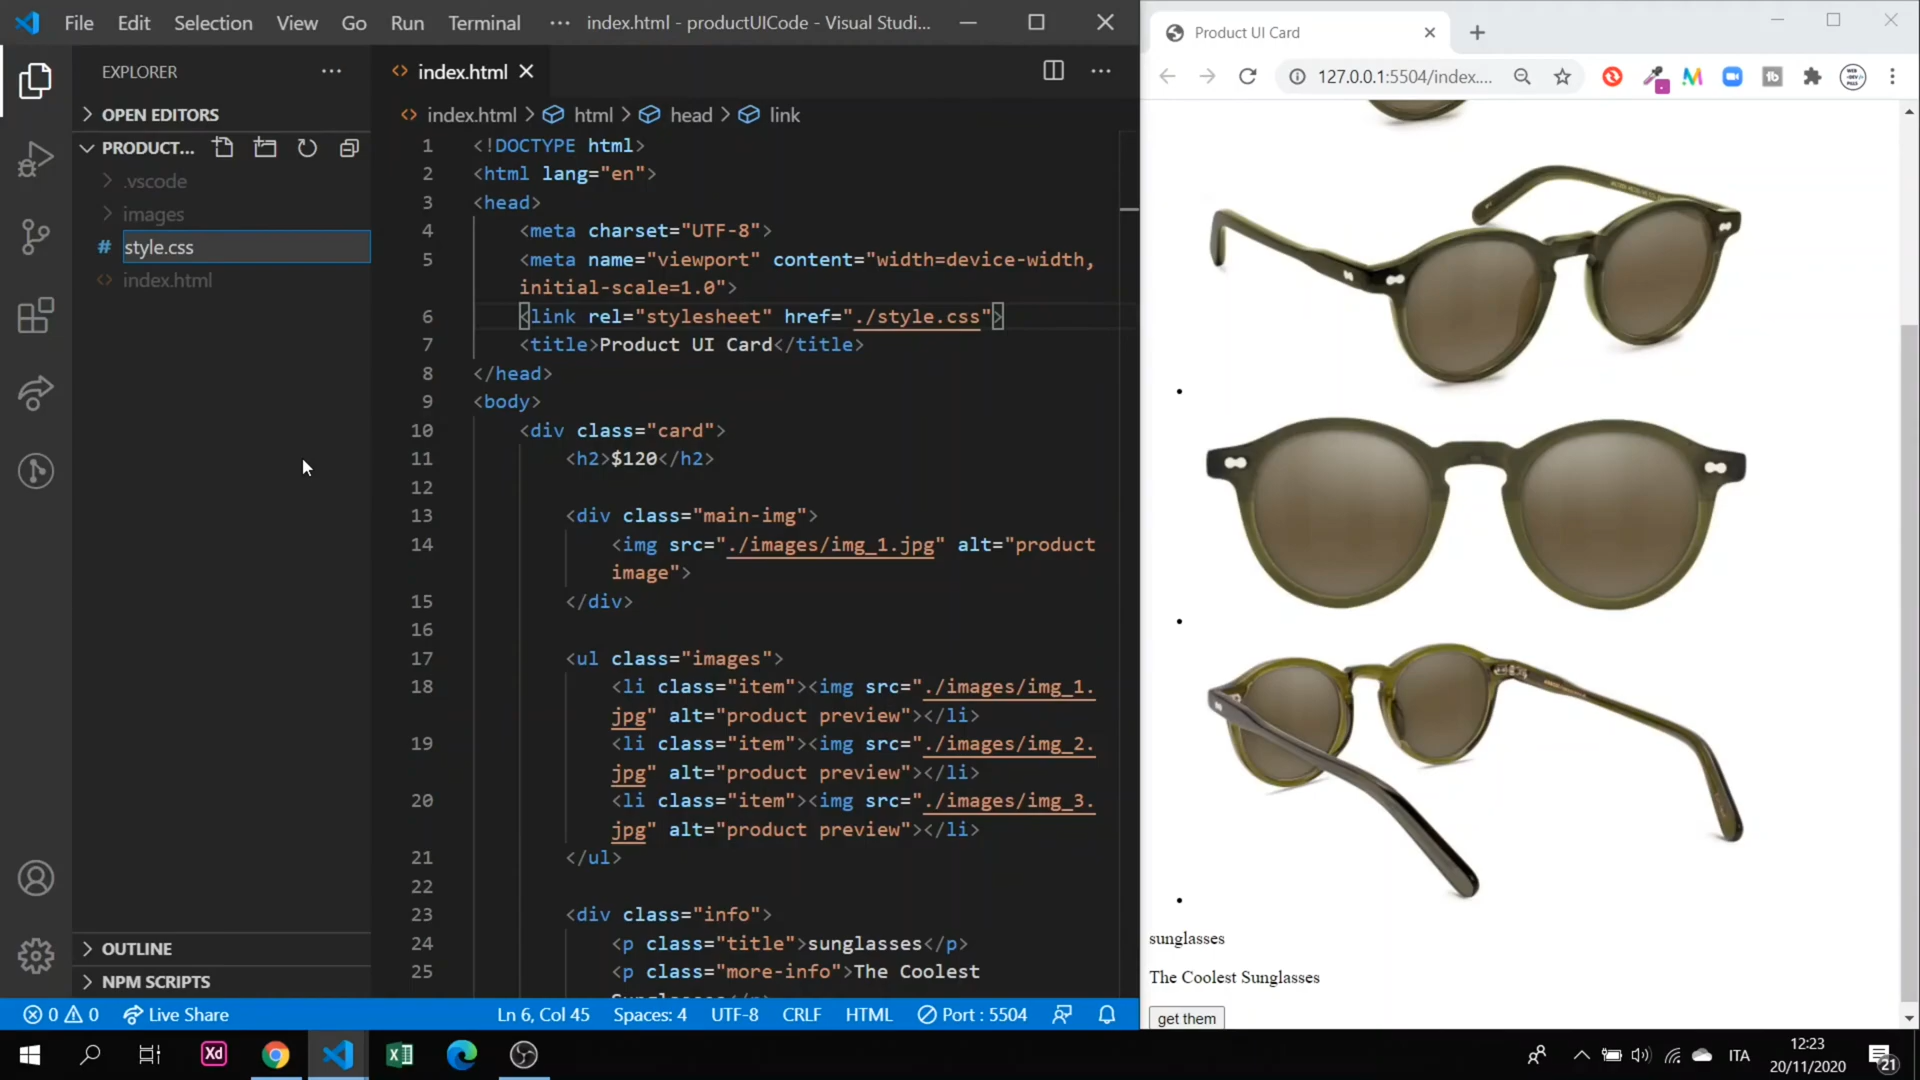 File Edit Selection View Go Run Terminal ··· index.html - productUICode - Visual Studi...
EXPLORER
OPEN EDITORS
PRODUCT...
.vscode
images
# style.css
index.html
OUTLINE
NPM SCRIPTS
index.html
index.html > html > head > link
1 <!DOCTYPE html>
2 <html lang="en">
3 <head>
4 <meta charset="UTF-8">
5 <meta name="viewport" content="width=device-width,
initial-scale=1.0">
6 <link rel="stylesheet" href="./style.css">
7 <title>Product UI Card</title>
8 </head>
9 <body>
10 <div class="card">
11 <h2>$120</h2>
12
13 <div class="main-img">
14 <img src="./images/img_1.jpg" alt="product
image">
15 </div>
16
17 <ul class="images">
18 <li class="item"><img src="./images/img_1.
jpg" alt="product preview"></li>
19 <li class="item"><img src="./images/img_2.
jpg" alt="product preview"></li>
20 <li class="item"><img src="./images/img_3.
jpg" alt="product preview"></li>
21 </ul>
22
23 <div class="info">
24 <p class="title">sunglasses</p>
25 <p class="more-info">The Coolest
0 0 Live Share Ln 6, Col 45 Spaces: 4 UTF-8 CRLF HTML Port : 5504
Product UI Card
127.0.0.1:5504/index....
sunglasses
The Coolest Sunglasses
get them
Xd
ITA
12:23
20/11/2020
21